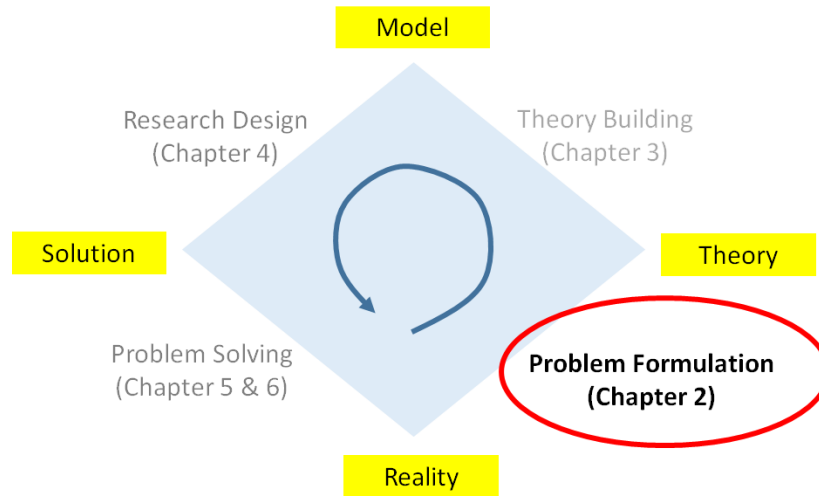 Model
Research Design
(Chapter 4)
Theory Building
(Chapter 3)
Solution
Theory
Problem Solving
(Chapter 5 & 6)
Problem Formulation
(Chapter 2)
Reality